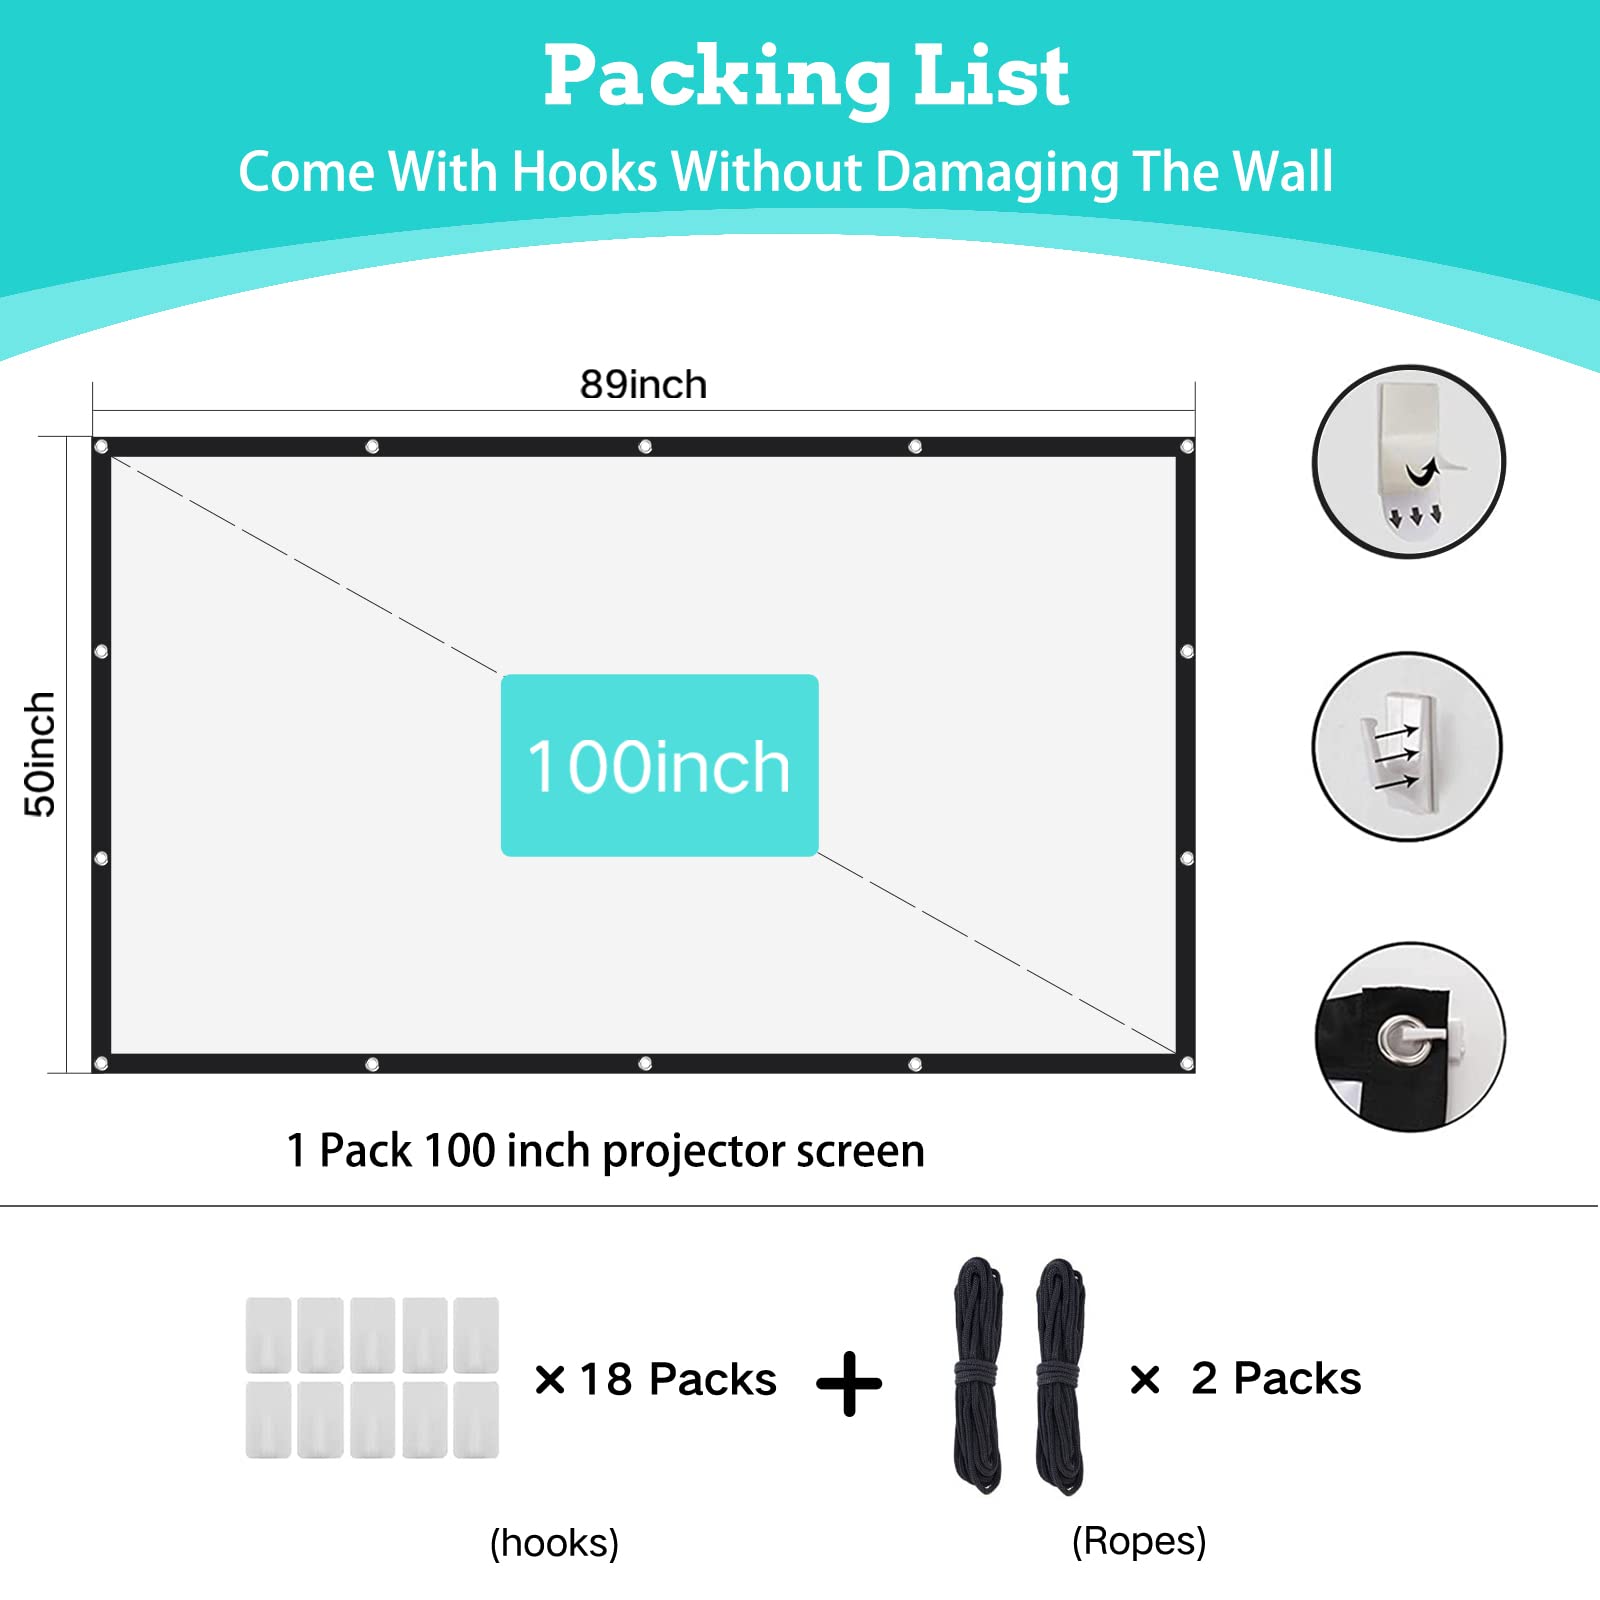 Packing List
Come With Hooks Without Damaging The Wall
89inch
50inch
100inch
1 Pack 100 inch projector screen
× 18 Packs + × 2 Packs
(hooks) (Ropes)